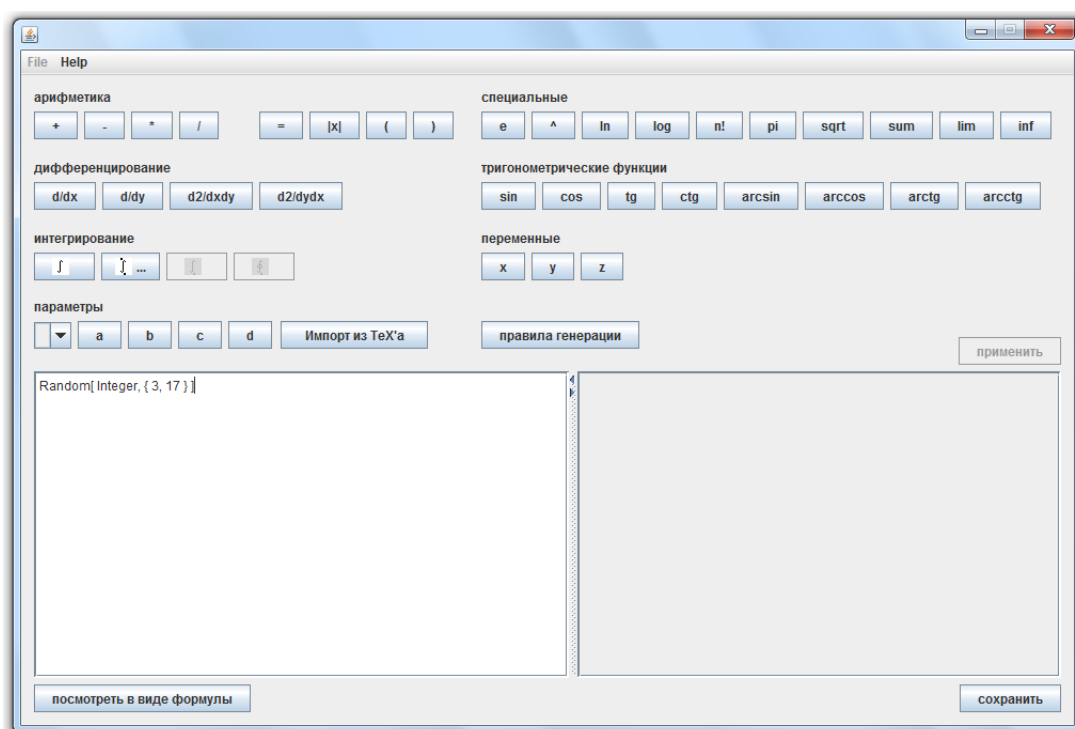 File Help
арифметика
+ - * / = |x| ( )
специальные
e ^ ln log n! pi sqrt sum lim inf
дифференцирование
d/dx d/dy d2/dxdy d2/dydx
тригонометрические функции
sin cos tg ctg arcsin arccos arctg arcctg
интегрирование
∫ ∫ ... ∫ ∮
переменные
x y z
параметры
a b c d Импорт из TeX'а
правила генерации
применить
Random[ Integer, { 3, 17 } ]
посмотреть в виде формулы
сохранить